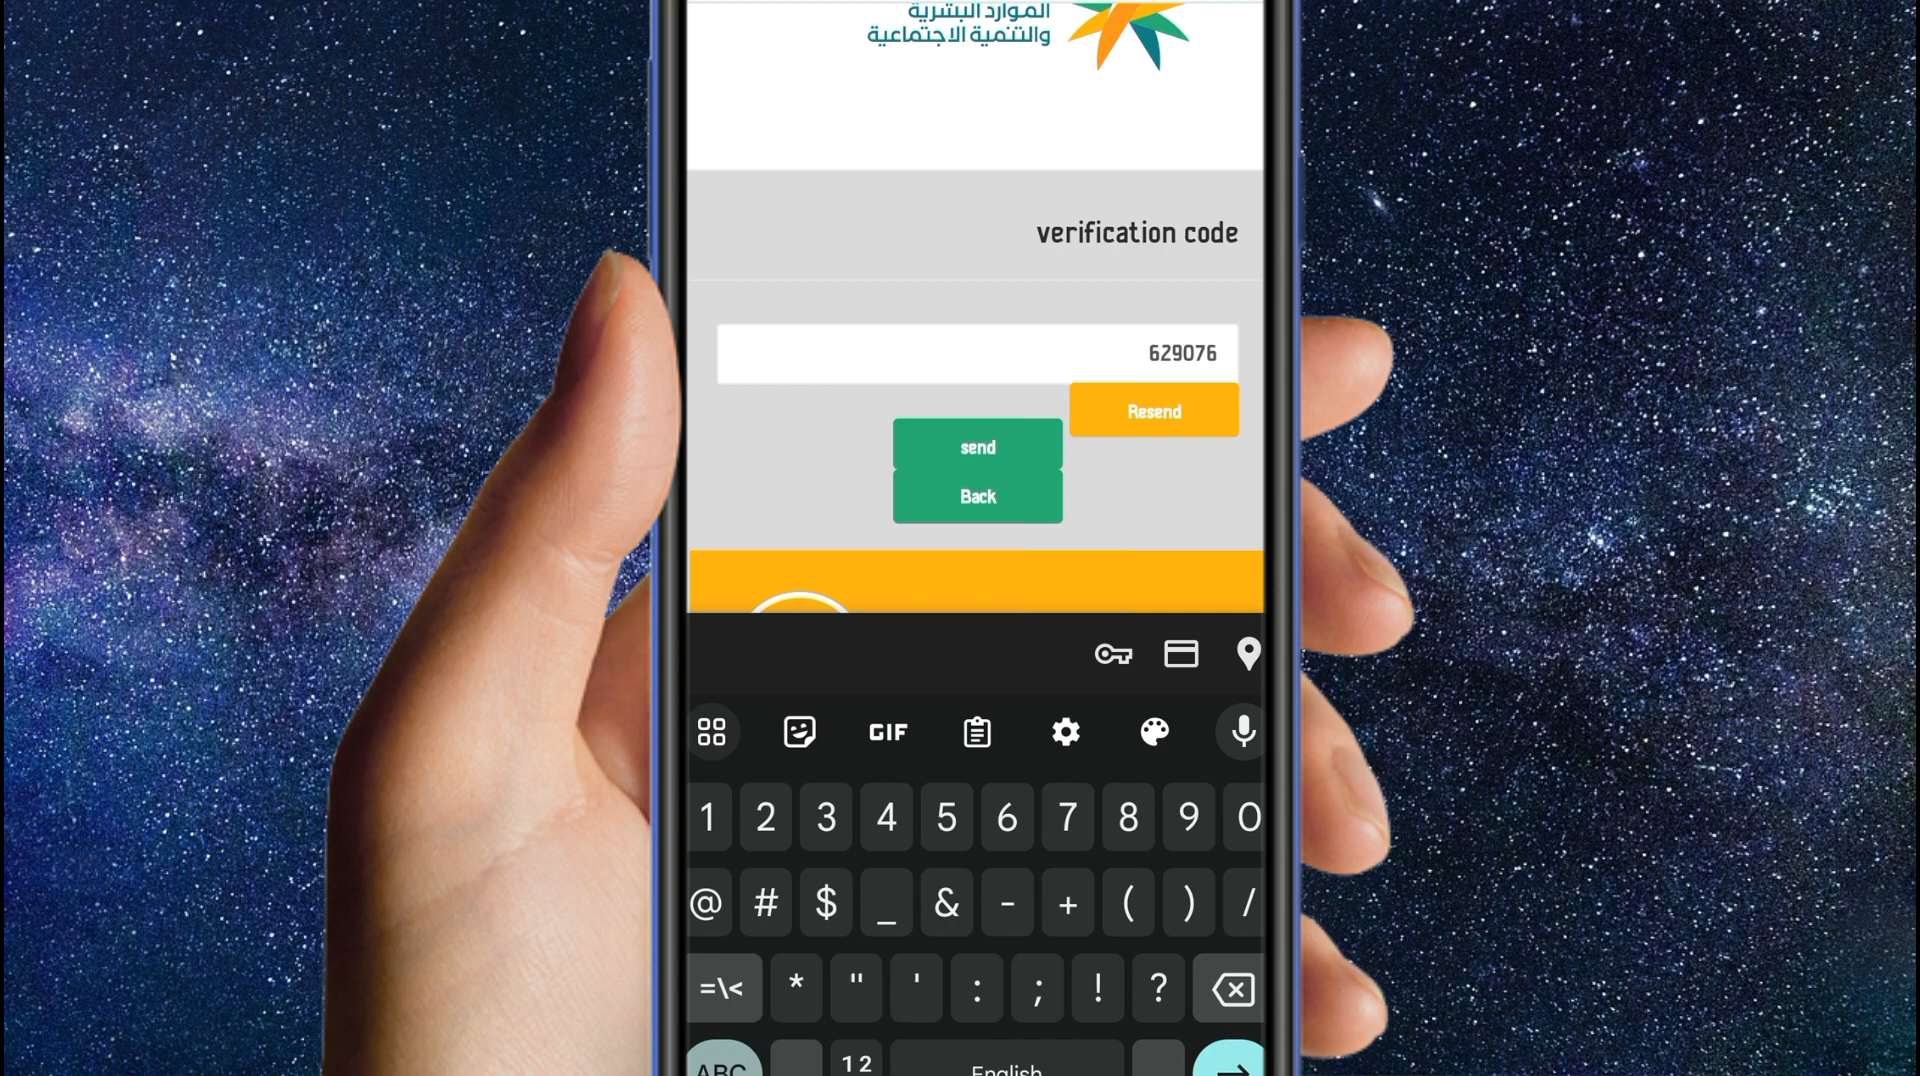 الموارد البشرية
والتنمية الاجتماعية
verification code
629076
Resend
send
Back
GIF
1 2 3 4 5 6 7 8 9 0
@ # $ _ & - + ( ) /
=\< * " ' : ; ! ?
ABC 1 2 English